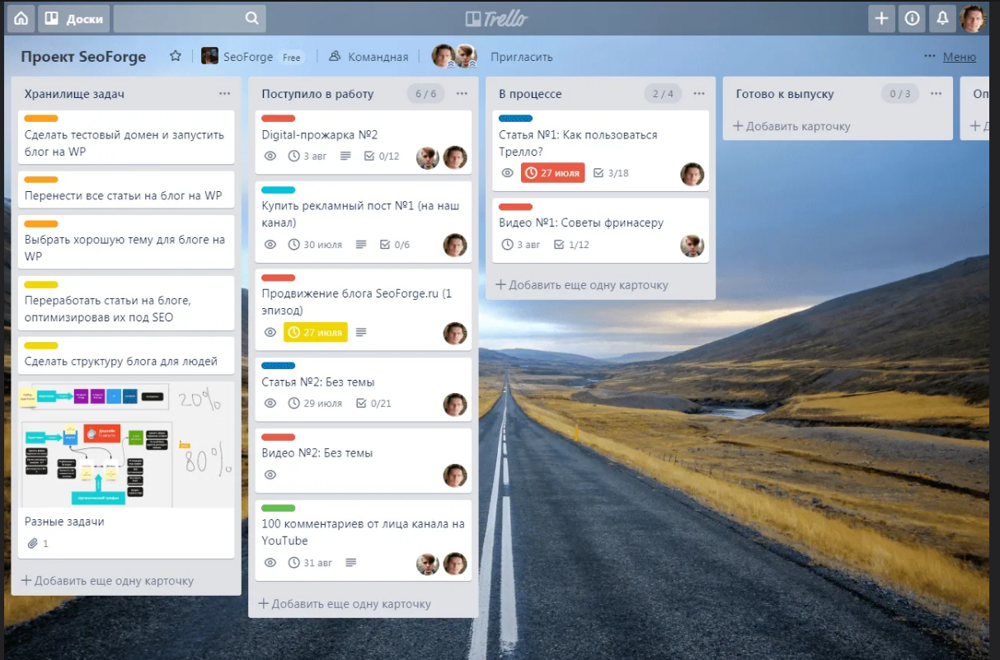 Доски
Trello
Проект SeoForge
SeoForge Free
Командная
Пригласить
Меню
Хранилище задач
Сделать тестовый домен и запустить
блог на WP
Перенести все статьи на блог на WP
Выбрать хорошую тему для блоге на
WP
Переработать статьи на блоге,
оптимизировав их под SEO
Сделать структуру блога для людей
20%
80%
Разные задачи
1
Добавить еще одну карточку
Поступило в работу
6 / 6
Digital-прожарка №2
3 авг 0/12
Купить рекламный пост №1 (на наш
канал)
30 июля 0/6
Продвижение блога SeoForge.ru (1
эпизод)
27 июля
Статья №2: Без темы
29 июля 0/21
Видео №2: Без темы
100 комментариев от лица канала на
YouTube
31 авг
Добавить еще одну карточку
В процессе
2 / 4
Статья №1: Как пользоваться
Трелло?
27 июля 3/18
Видео №1: Советы фринасеру
3 авг 1/12
Добавить еще одну карточку
Готово к выпуску
0 / 3
Добавить карточку